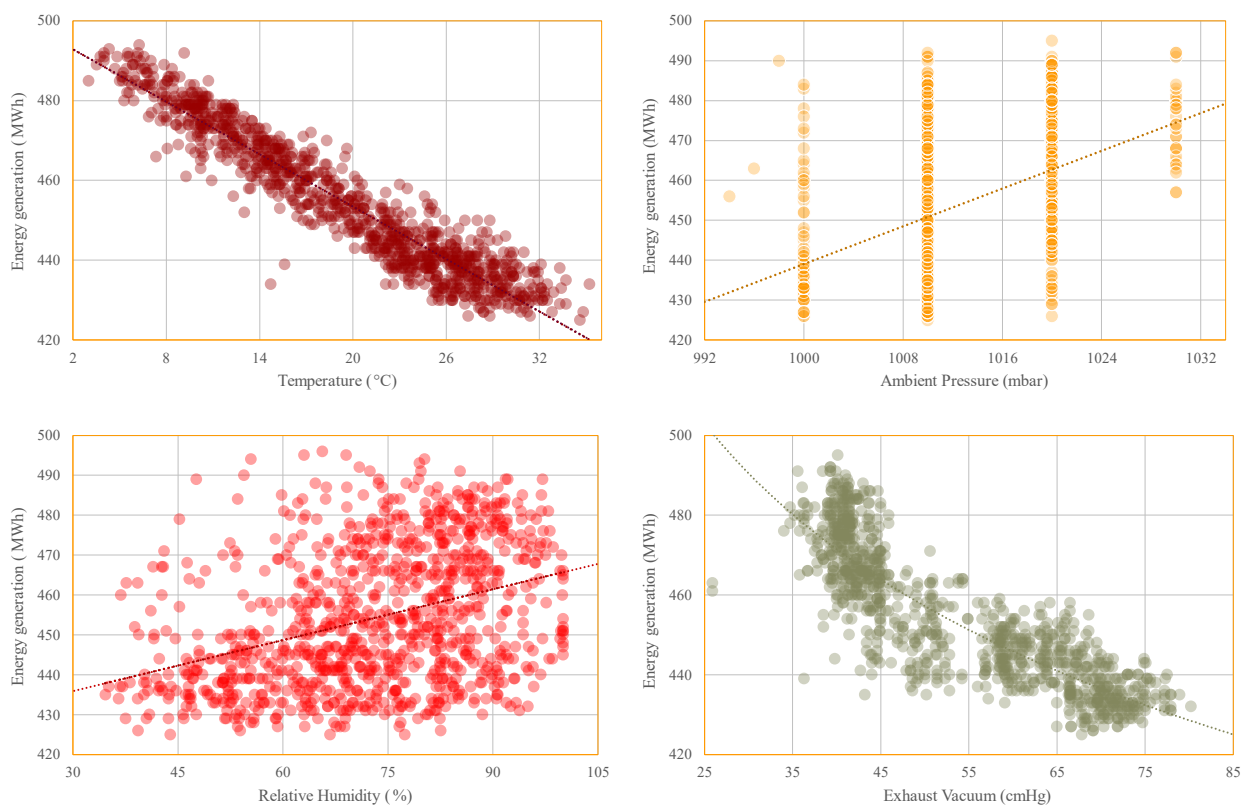 500
480
460
440
420
Energy generation (MWh)
2 8 14 20 26 32
Temperature (°C)
500
490
480
470
460
450
440
430
420
Energy generation (MWh)
992 1000 1008 1016 1024 1032
Ambient Pressure (mbar)
500
490
480
470
460
450
440
430
420
Energy generation (MWh)
30 45 60 75 90 105
Relative Humidity (%)
500
480
460
440
420
Energy generation (MWh)
25 35 45 55 65 75 85
Exhaust Vacuum (cmHg)